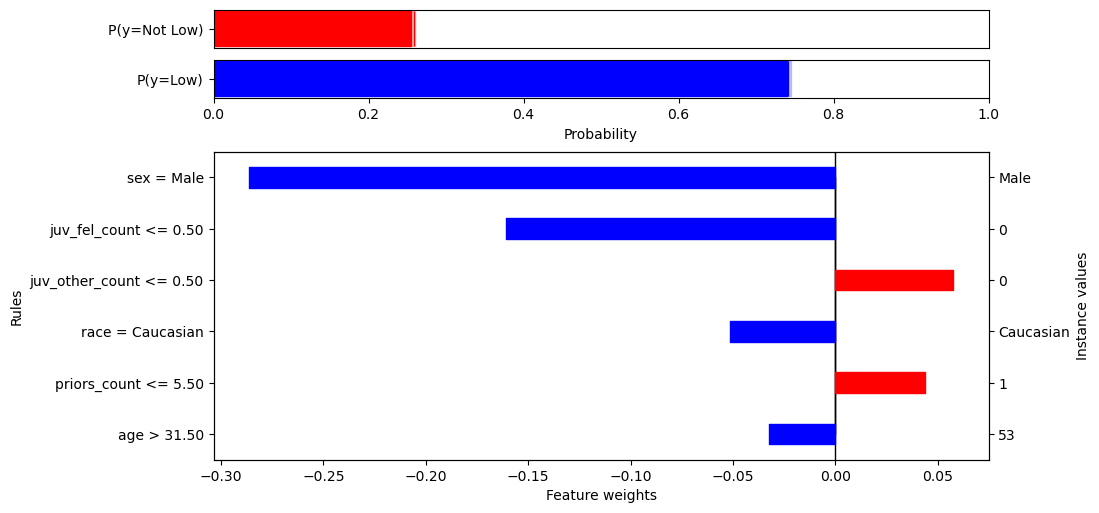 P(y=Not Low)
P(y=Low)
0.0 0.2 0.4 0.6 0.8 1.0
Probability
sex = Male Male
juv_fel_count <= 0.50 0
juv_other_count <= 0.50 0
race = Caucasian Caucasian
priors_count <= 5.50 1
age > 31.50 53
Rules
Instance values
−0.30 −0.25 −0.20 −0.15 −0.10 −0.05 0.00 0.05
Feature weights